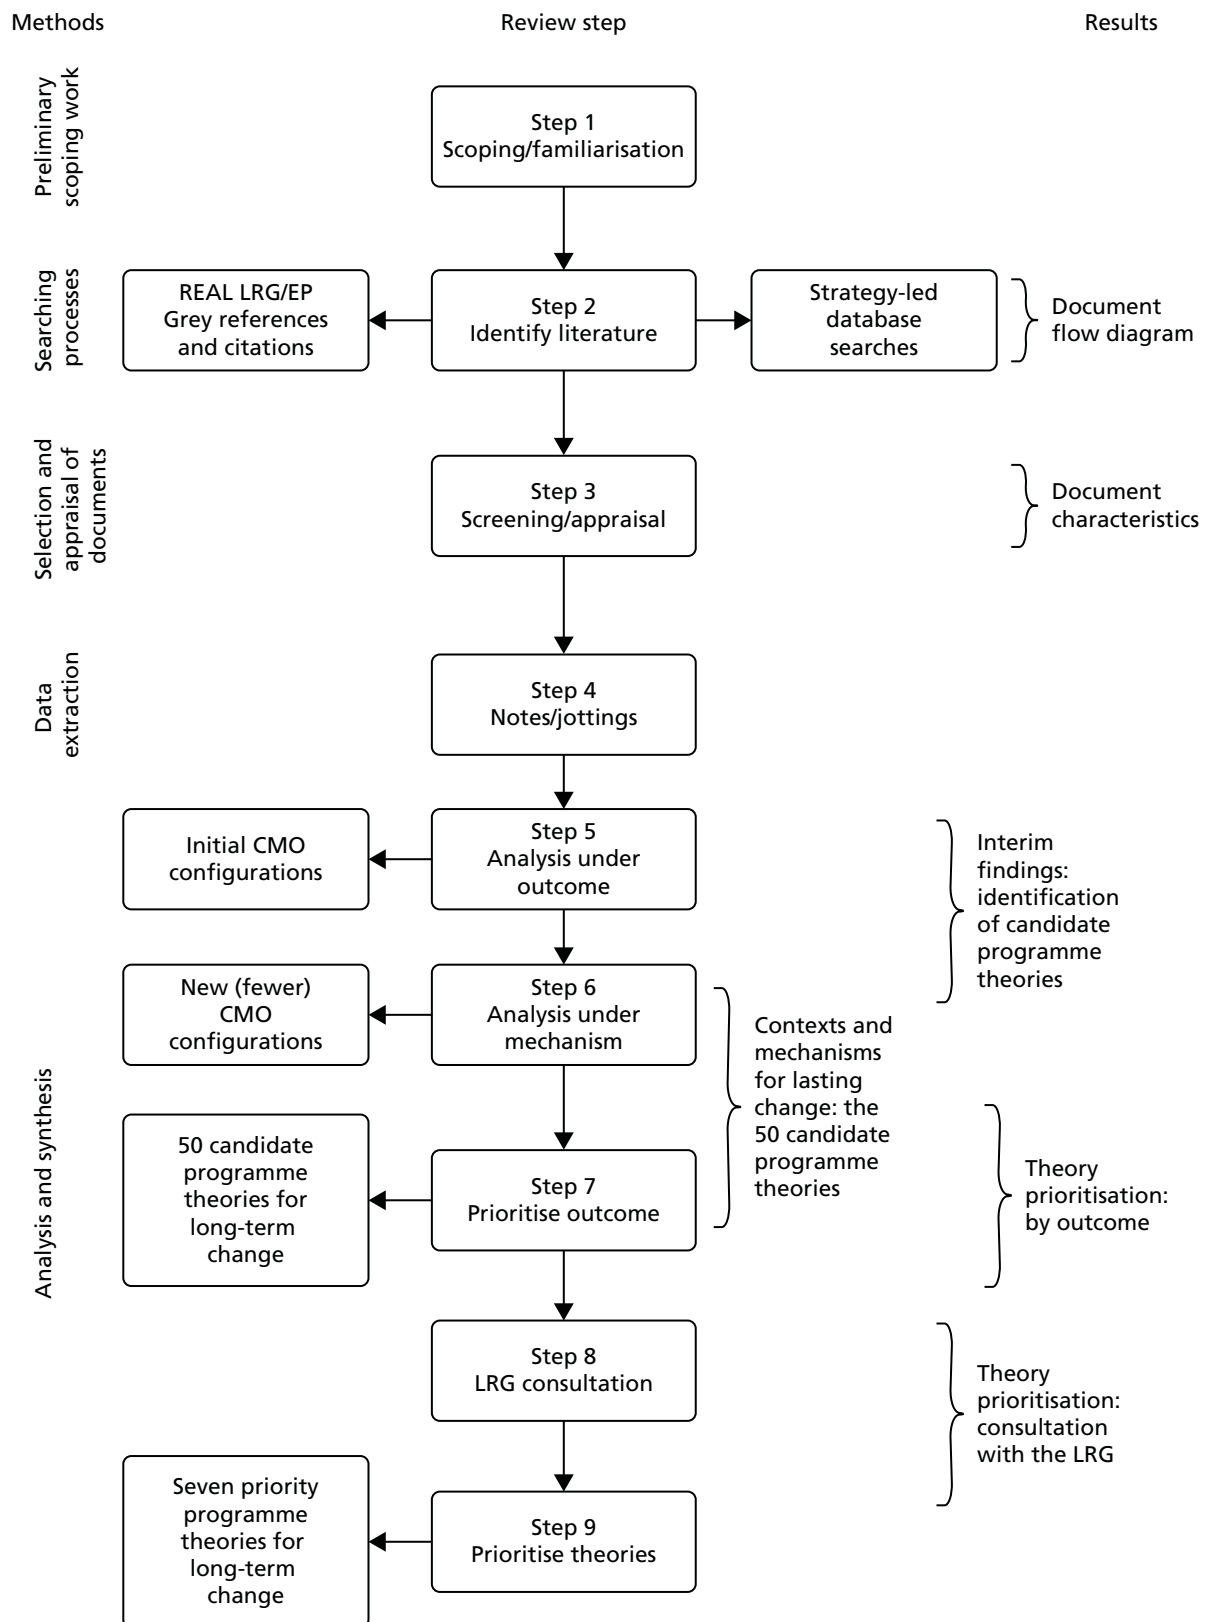 Methods
Review step
Results
Preliminary
scoping work
Step 1
Scoping/familiarisation
Searching
processes
REAL LRG/EP
Grey references
and citations
Step 2
Identify literature
Strategy-led
database
searches
Document
flow diagram
Selection and
appraisal of
documents
Step 3
Screening/appraisal
Document
characteristics
Data
extraction
Step 4
Notes/jottings
Analysis and synthesis
Initial CMO
configurations
Step 5
Analysis under
outcome
Interim
findings:
identification
of candidate
programme
theories
New (fewer)
CMO
configurations
Step 6
Analysis under
mechanism
Contexts and
mechanisms
for lasting
change: the
50 candidate
programme
theories
50 candidate
programme
theories for
long-term
change
Step 7
Prioritise outcome
Theory
prioritisation:
by outcome
Step 8
LRG consultation
Theory
prioritisation:
consultation
with the LRG
Seven priority
programme
theories for
long-term
change
Step 9
Prioritise theories